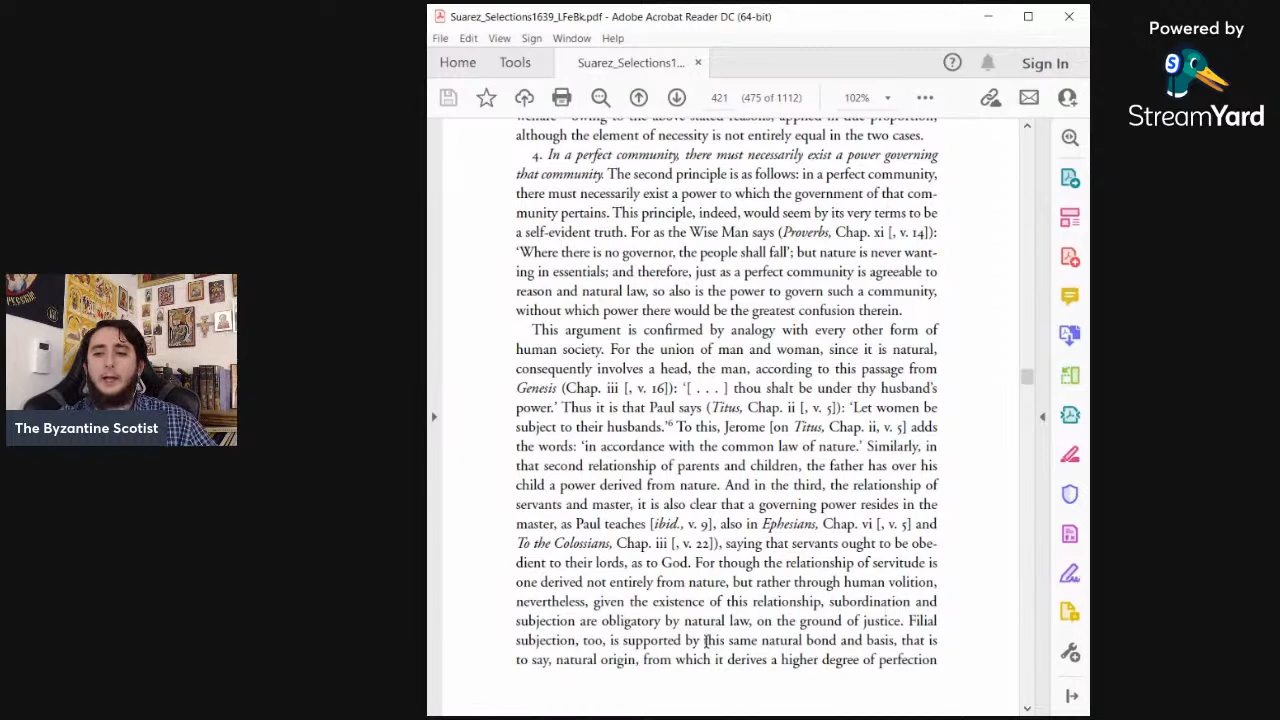 Suarez_Selections1639_LFeBk.pdf - Adobe Acrobat Reader DC (64-bit)
File Edit View Sign Window Help
Home Tools Suarez_Selections1... × Sign In
421 (475 of 1112) 102%
welfare owing to the above stated reasons, applied in due proportion,
although the element of necessity is not entirely equal in the two cases.
4. In a perfect community, there must necessarily exist a power governing
that community. The second principle is as follows: in a perfect community,
there must necessarily exist a power to which the government of that com-
munity pertains. This principle, indeed, would seem by its very terms to be
a self-evident truth. For as the Wise Man says (Proverbs, Chap. xi [, v. 14]):
‘Where there is no governor, the people shall fall’; but nature is never want-
ing in essentials; and therefore, just as a perfect community is agreeable to
reason and natural law, so also is the power to govern such a community,
without which power there would be the greatest confusion therein.
This argument is confirmed by analogy with every other form of
human society. For the union of man and woman, since it is natural,
consequently involves a head, the man, according to this passage from
Genesis (Chap. iii [, v. 16]): ‘[ . . . ] thou shalt be under thy husband’s
power.’ Thus it is that Paul says (Titus, Chap. ii [, v. 5]): ‘Let women be
subject to their husbands.’⁶ To this, Jerome [on Titus, Chap. ii, v. 5] adds
the words: ‘in accordance with the common law of nature.’ Similarly, in
that second relationship of parents and children, the father has over his
child a power derived from nature. And in the third, the relationship of
servants and master, it is also clear that a governing power resides in the
master, as Paul teaches [ibid., v. 9], also in Ephesians, Chap. vi [, v. 5] and
To the Colossians, Chap. iii [, v. 22]), saying that servants ought to be obe-
dient to their lords, as to God. For though the relationship of servitude is
one derived not entirely from nature, but rather through human volition,
nevertheless, given the existence of this relationship, subordination and
subjection are obligatory by natural law, on the ground of justice. Filial
subjection, too, is supported by this same natural bond and basis, that is
to say, natural origin, from which it derives a higher degree of perfection
The Byzantine Scotist
Powered by
S
StreamYard